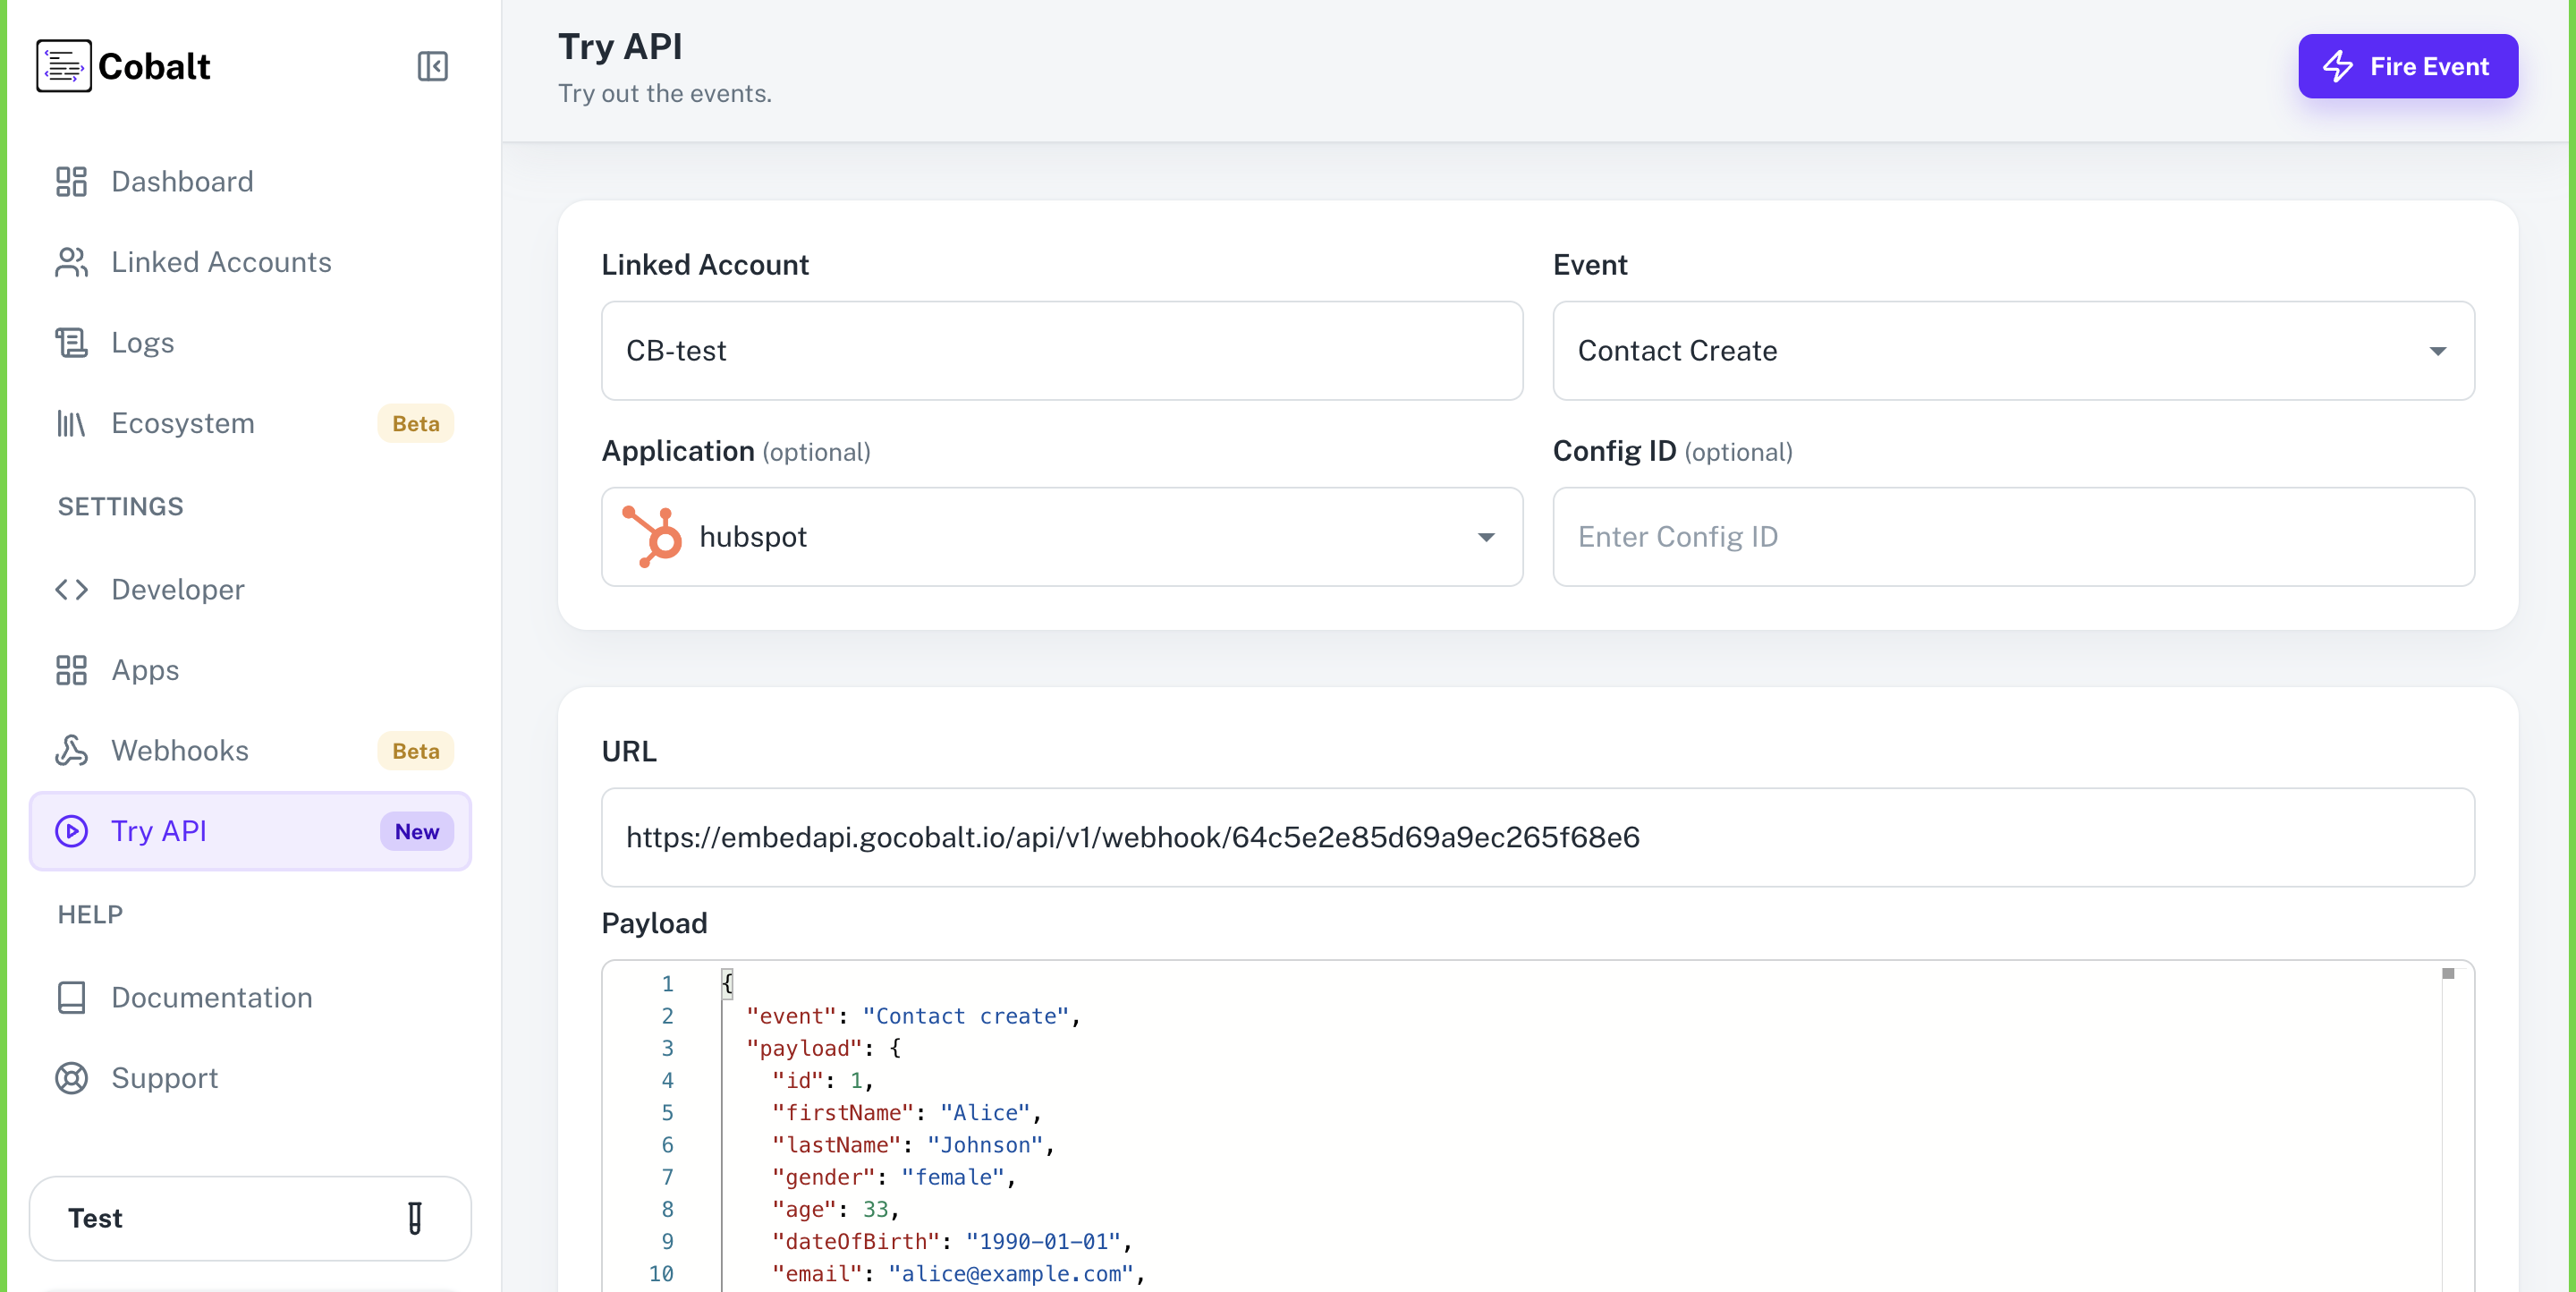 Cobalt
Dashboard
Linked Accounts
Logs
Ecosystem Beta
SETTINGS
Developer
Apps
Webhooks Beta
Try API New
HELP
Documentation
Support
Test
Try API
Try out the events.
Fire Event
Linked Account
CB-test
Event
Contact Create
Application (optional)
hubspot
Config ID (optional)
Enter Config ID
URL
https://embedapi.gocobalt.io/api/v1/webhook/64c5e2e85d69a9ec265f68e6
Payload
1 {
2 "event": "Contact create",
3 "payload": {
4 "id": 1,
5 "firstName": "Alice",
6 "lastName": "Johnson",
7 "gender": "female",
8 "age": 33,
9 "dateOfBirth": "1990-01-01",
10 "email": "alice@example.com",